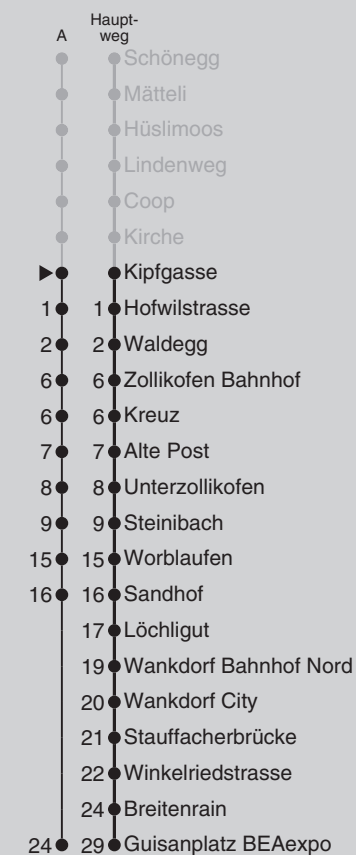 A Haupt-
weg
Schönegg
Mätteli
Hüslimoos
Lindenweg
Coop
Kirche
Kipfgasse
1 1 Hofwilstrasse
2 2 Waldegg
6 6 Zollikofen Bahnhof
6 6 Kreuz
7 7 Alte Post
8 8 Unterzollikofen
9 9 Steinibach
15 15 Worblaufen
16 16 Sandhof
17 Löchligut
19 Wankdorf Bahnhof Nord
20 Wankdorf City
21 Stauffacherbrücke
22 Winkelriedstrasse
24 Breitenrain
24 29 Guisanplatz BEAexpo